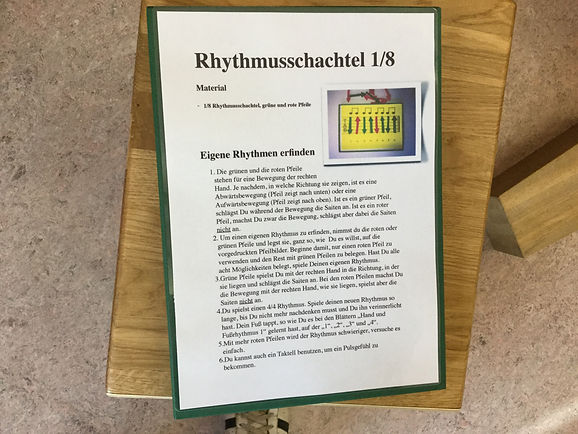 Rhythmusschachtel 1/8
Material
- 1/8 Rhythmusschachtel, grüne und rote Pfeile
Eigene Rhythmen erfinden
1. Die grünen und die roten Pfeile
stehen für eine Bewegung der rechten
Hand. Je nachdem, in welche Richtung sie zeigen, ist es eine
Abwärtsbewegung (Pfeil zeigt nach unten) oder eine
Aufwärtsbewegung (Pfeil zeigt nach oben). Ist es ein grüner Pfeil,
schlägst Du während der Bewegung die Saiten an. Ist es ein roter
Pfeil, machst Du zwar die Bewegung, schlägst aber dabei die Saiten
nicht an.
2. Um einen eigenen Rhythmus zu erfinden, nimmst du die roten oder
grünen Pfeile und legst sie, ganz so, wie Du es willst, auf die
vorgedruckten Pfeilbilder. Beginne damit, nur einen roten Pfeil zu
verwenden und den Rest mit grünen Pfeilen zu belegen. Hast Du alle
acht Möglichkeiten belegt, spiele Deinen eigenen Rhythmus.
3.Grüne Pfeile spielst Du mit der rechten Hand in die Richtung, in der
sie liegen und schlägst die Saiten an. Bei den roten Pfeilen machst Du
die Bewegung mit der rechten Hand, wie sie liegen, spielst aber die
Saiten nicht an.
4.Du spielst einen 4/4 Rhythmus. Spiele deinen neuen Rhythmus so
lange, bis Du nicht mehr nachdenken musst und Du ihn verinnerlicht
hast. Dein Fuß tappt, so wie Du es bei den Blättern „Hand und
Fußrhythmus 1" gelernt hast, auf der „1", „2", „3" und „4".
5.Mit mehr roten Pfeilen wird der Rhythmus schwieriger, versuche es
einfach.
6.Du kannst auch ein Taktell benutzen, um ein Pulsgefühl zu
bekommen.